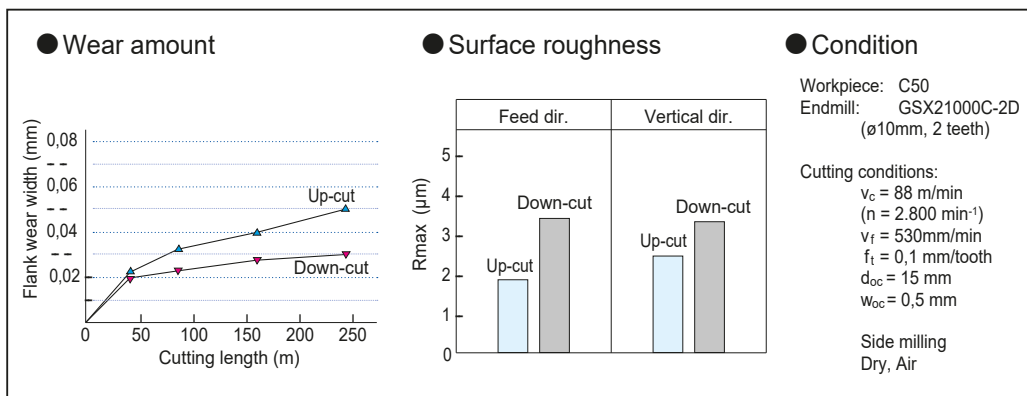 ● Wear amount
Flank wear width (mm)
0,08
0,06
0,04
0,02
0
50
100
150
200
250
Cutting length (m)
Up-cut
Down-cut
● Surface roughness
Feed dir.
Vertical dir.
Rmax (μm)
5
4
3
2
1
0
Up-cut
Down-cut
Up-cut
Down-cut
● Condition
Workpiece: C50
Endmill: GSX21000C-2D
(ø10mm, 2 teeth)
Cutting conditions:
vc = 88 m/min
(n = 2.800 min-1)
vf = 530mm/min
ft = 0,1 mm/tooth
doc = 15 mm
woc = 0,5 mm
Side milling
Dry, Air